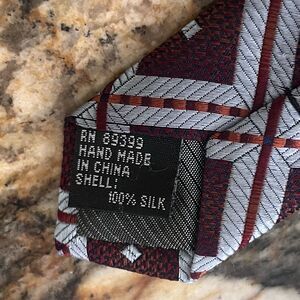 RN 89399
HAND MADE
IN CHINA
SHELL:
100% SILK